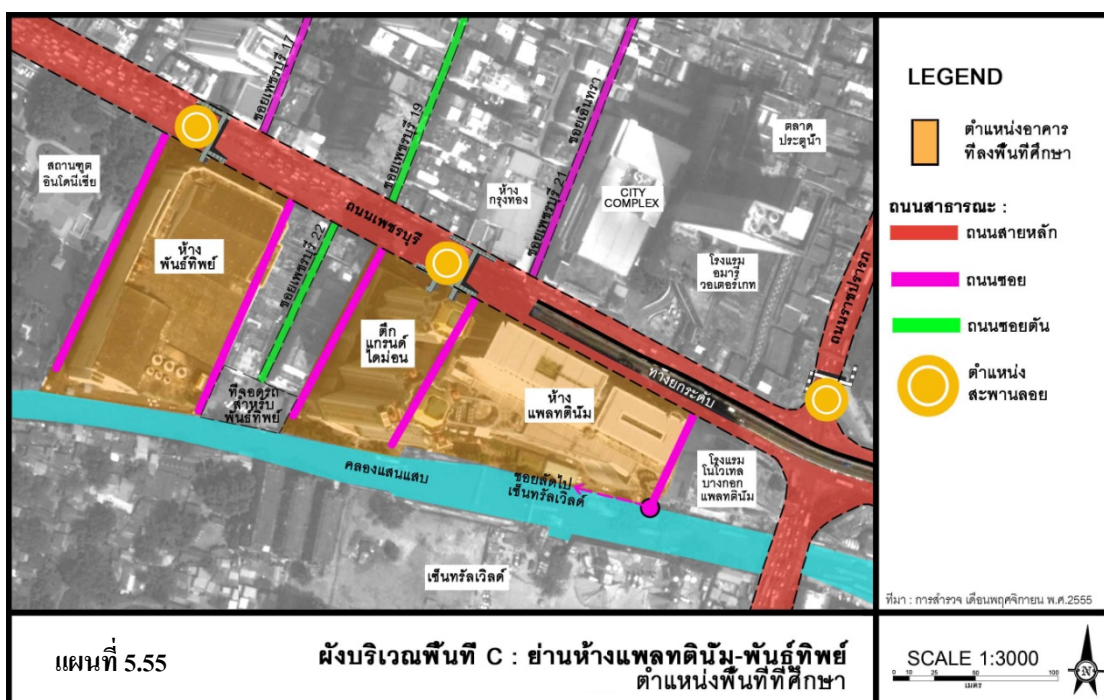 สถานฑูต
อินโดนีเซีย
ซอยเพชรบุรี 17
ซอยเพชรบุรี 19
ซอยเพชรบุรี 21
ซอยเอินทรา
ซอยเพชรบุรี 22
ถนนเพชรบุรี
ห้าง
กรุงทอง
CITY
COMPLEX
ตลาด
ประตูน้ำ
โรงแรม
อมารี
วอเตอร์เกท
ถนนราชปรารภ
ทางยกระดับ
ห้าง
พันธ์ทิพย์
ตึก
แกรนด์
ไดม่อน
ห้าง
แพลทตินัม
ที่จอดรถ
สำหรับ
พันธ์ทิพย์
คลองแสนแสบ
ซอยลัดไป
เซ็นทรัลเวิลด์
โรงแรม
โนโวเทล
บางกอก
แพลทตินัม
เซ็นทรัลเวิลด์
LEGEND
ตำแหน่งอาคาร
ที่ลงพื้นที่ศึกษา
ถนนสาธารณะ :
ถนนสายหลัก
ถนนซอย
ถนนซอยตัน
ตำแหน่ง
สะพานลอย
ที่มา : การสำรวจ เดือนพฤศจิกายน พ.ศ.2555
แผนที่ 5.55
ผังบริเวณพื้นที่ C : ย่านห้างแพลทตินัม-พันธุ์ทิพย์
ตำแหน่งพื้นที่ที่ศึกษา
SCALE 1:3000
0 10 25 50 100
เมตร
N